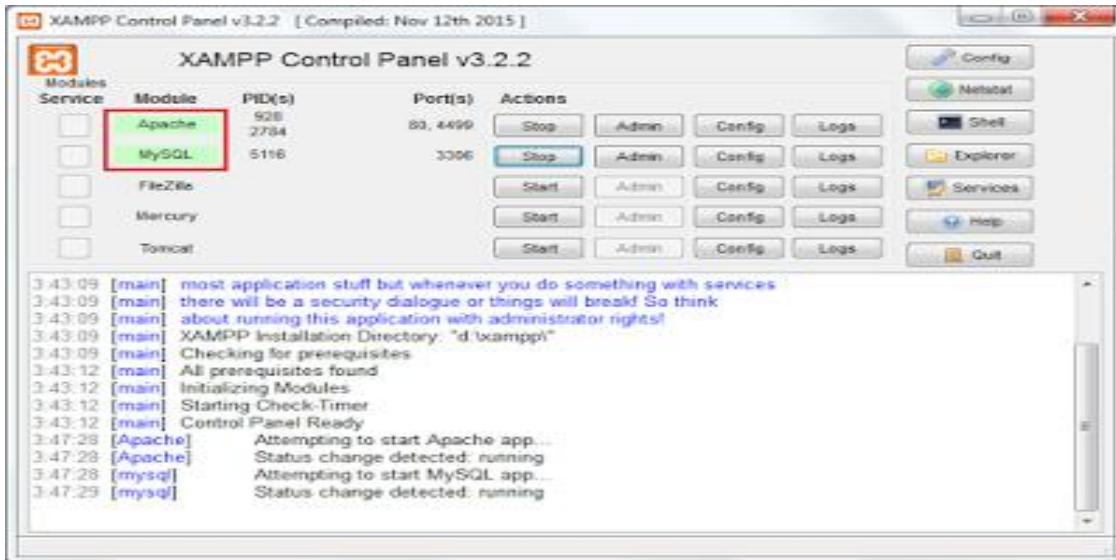 XAMPP Control Panel v3.2.2 [ Compiled: Nov 12th 2015 ]
XAMPP Control Panel v3.2.2
Config
Modules
Service Module PID(s) Port(s) Actions
Netstat
Apache 928 2784 80, 4499 Stop Admin Config Logs
Shell
MySQL 5116 3306 Stop Admin Config Logs
Explorer
FileZilla Start Admin Config Logs
Services
Mercury Start Admin Config Logs
Help
Tomcat Start Admin Config Logs
Quit
3:43:09 [main] most application stuff but whenever you do something with services
3:43:09 [main] there will be a security dialogue or things will break! So think
3:43:09 [main] about running this application with administrator rights!
3:43:09 [main] XAMPP Installation Directory: "d:\xampp\"
3:43:09 [main] Checking for prerequisites
3:43:12 [main] All prerequisites found
3:43:12 [main] Initializing Modules
3:43:12 [main] Starting Check-Timer
3:43:12 [main] Control Panel Ready
3:47:28 [Apache] Attempting to start Apache app...
3:47:28 [Apache] Status change detected: running
3:47:28 [mysql] Attempting to start MySQL app...
3:47:29 [mysql] Status change detected: running